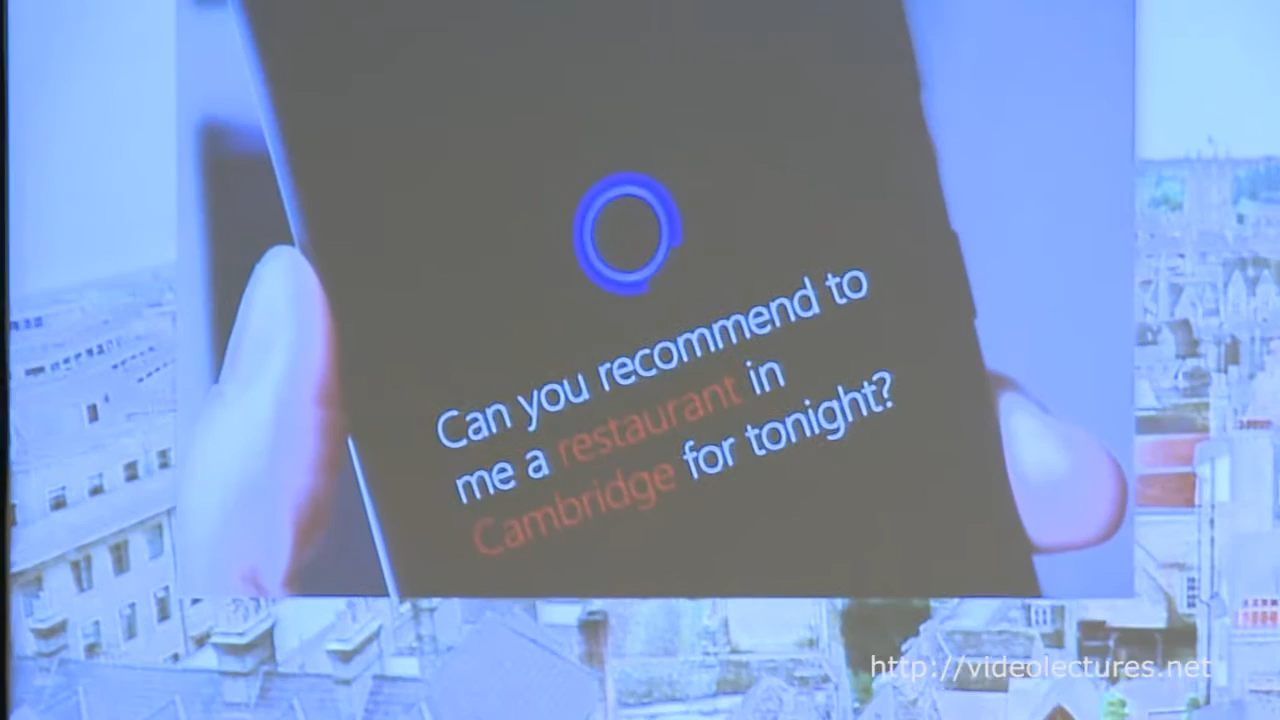 Can you recommend to
me a restaurant in
Cambridge for tonight?
http://videolectures.net